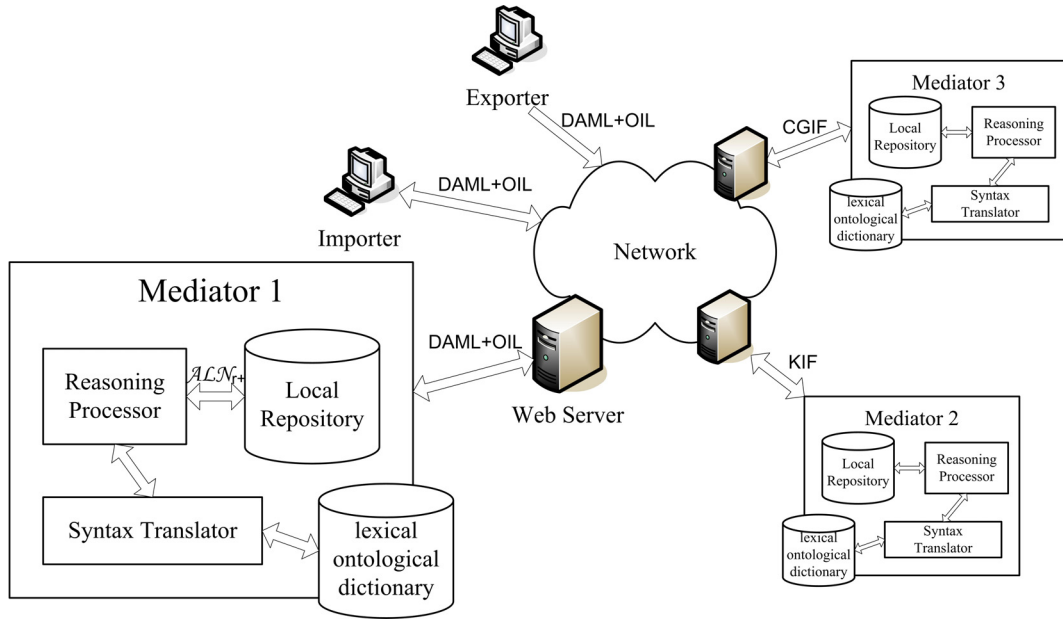 Exporter
DAML+OIL
Importer
DAML+OIL
Network
CGIF
Mediator 3
Local
Repository
Reasoning
Processor
Syntax
Translator
lexical
ontological
dictionary
Mediator 1
Reasoning
Processor
ALN r+
Local
Repository
Syntax Translator
lexical
ontological
dictionary
DAML+OIL
Web Server
KIF
Mediator 2
Local
Repository
Reasoning
Processor
Syntax
Translator
lexical
ontological
dictionary